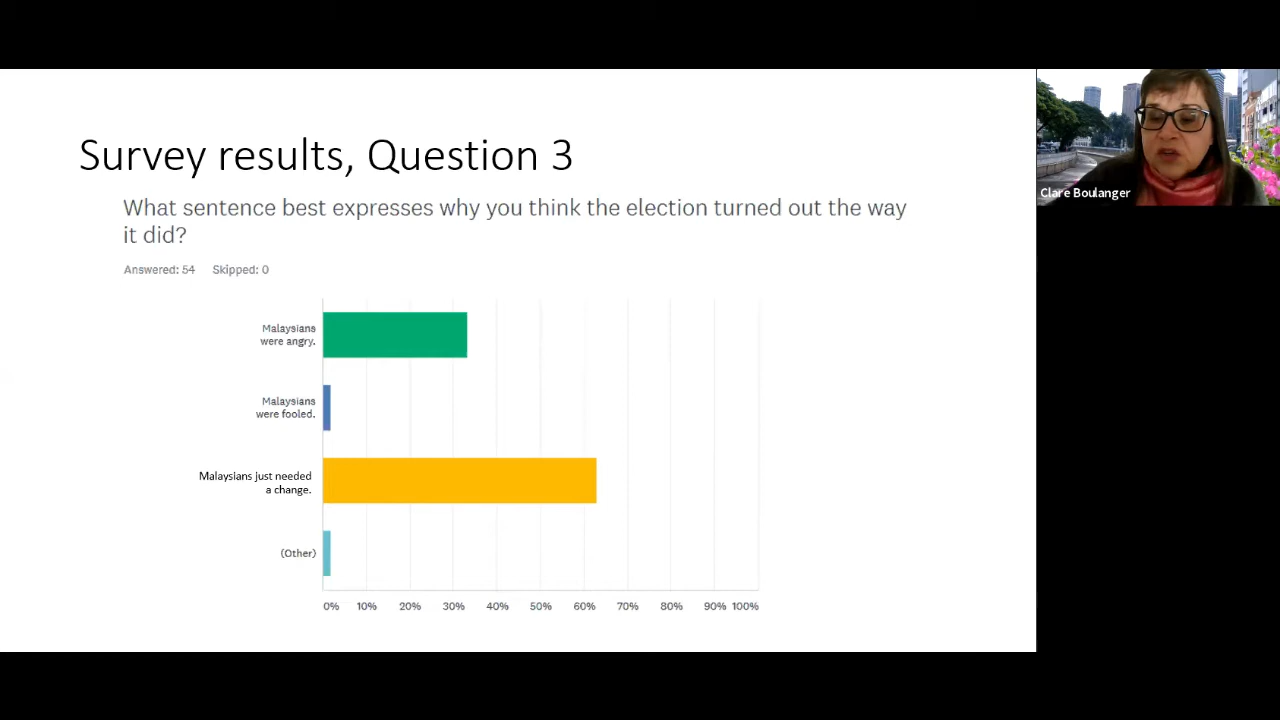 Survey results, Question 3
What sentence best expresses why you think the election turned out the way
it did?
Answered: 54 Skipped: 0
Malaysians
were angry.
Malaysians
were fooled.
Malaysians just needed
a change.
(Other)
0% 10% 20% 30% 40% 50% 60% 70% 80% 90% 100%
Clare Boulanger